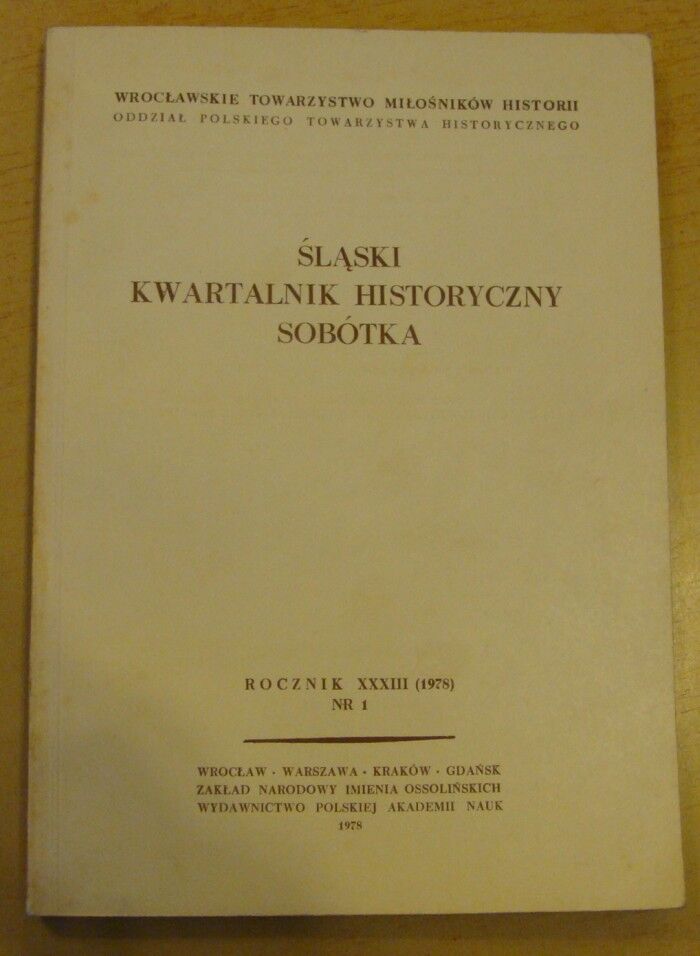 WROCŁAWSKIE TOWARZYSTWO MIŁOŚNIKÓW HISTORII
ODDZIAŁ POLSKIEGO TOWARZYSTWA HISTORYCZNEGO
ŚLĄSKI
KWARTALNIK HISTORYCZNY
SOBÓTKA
ROCZNIK XXXIII (1978)
NR 1
WROCŁAW · WARSZAWA · KRAKÓW · GDAŃSK
ZAKŁAD NARODOWY IMIENIA OSSOLIŃSKICH
WYDAWNICTWO POLSKIEJ AKADEMII NAUK
1978